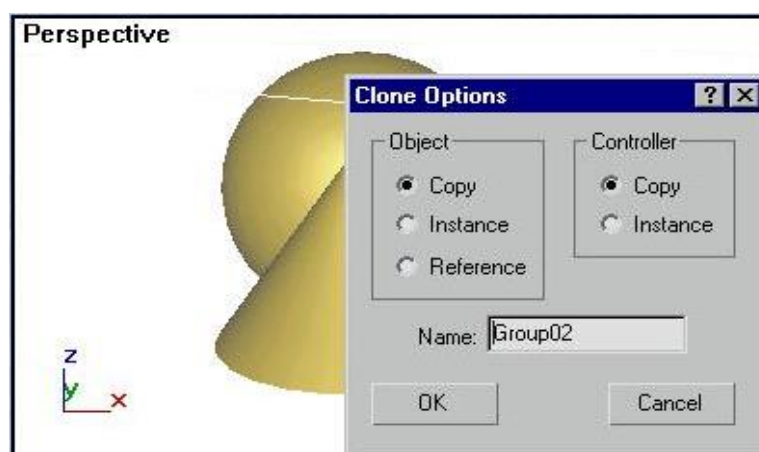 Perspective
Clone Options
Object
Controller
Copy
Copy
Instance
Instance
Reference
Name: Group02
OK
Cancel
z
y
x